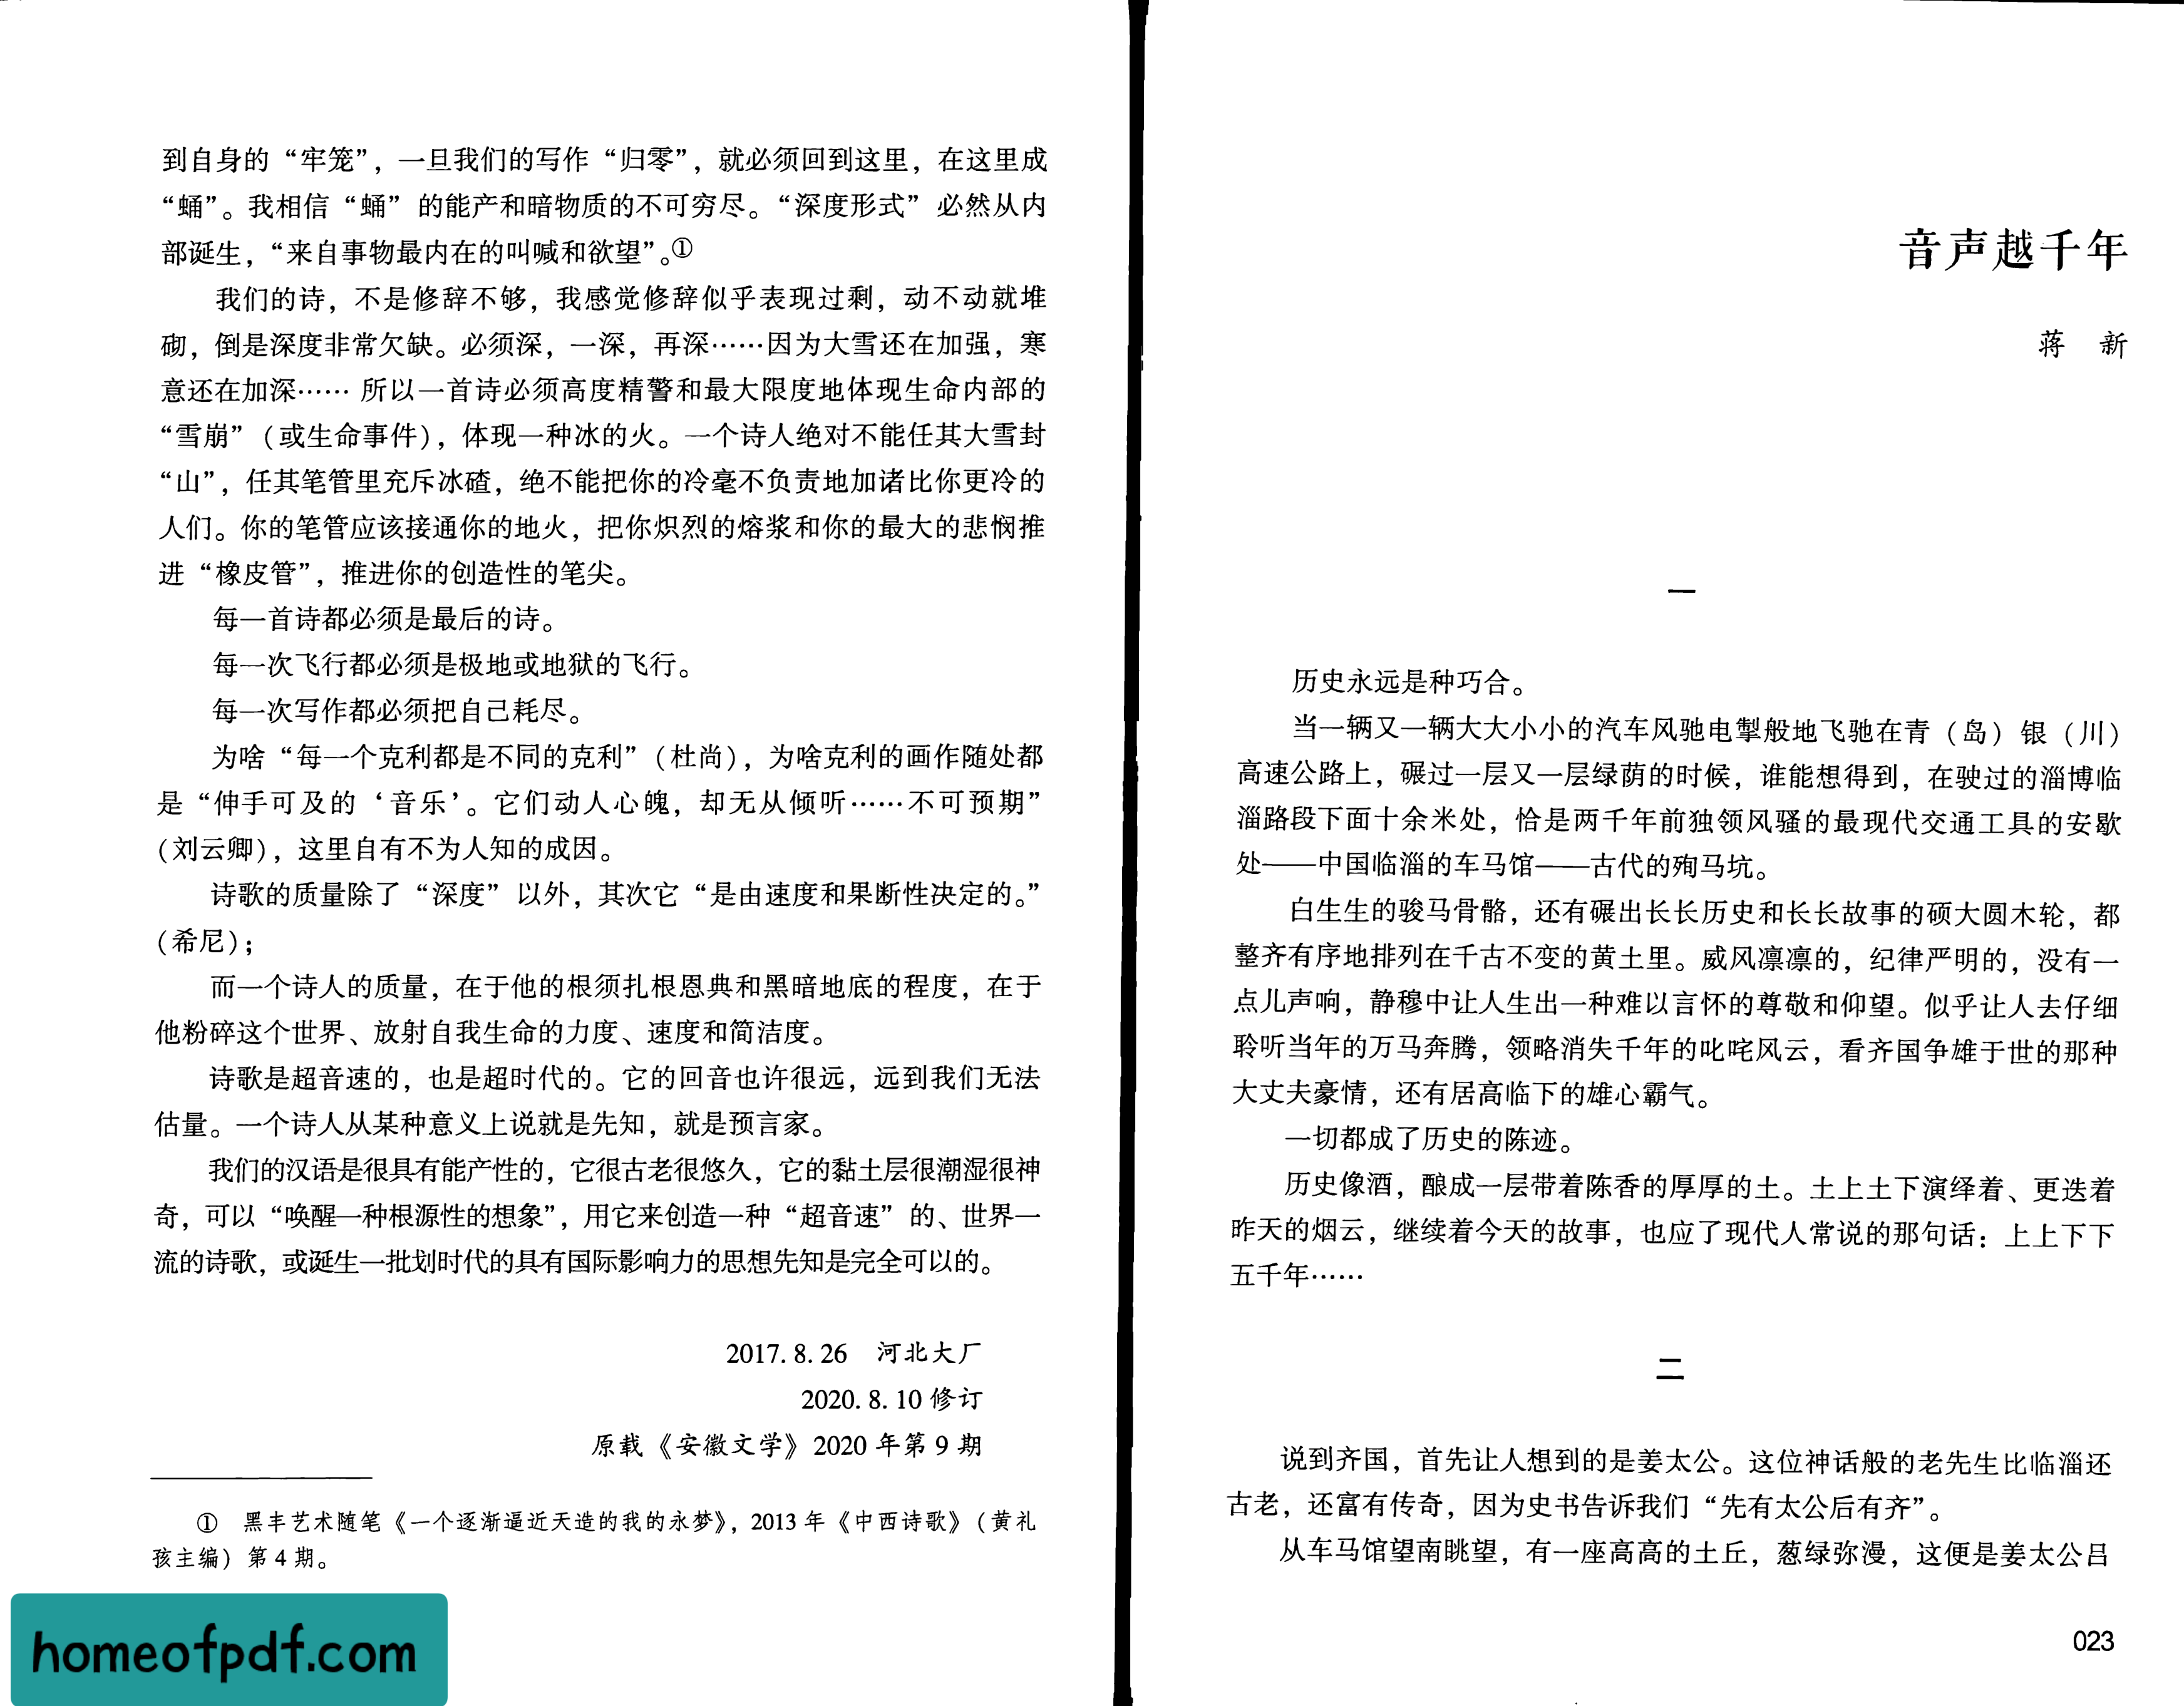 到自身的“牢笼”，一旦我们的写作“归零”，就必须回到这里，在这里成
“蛹”。我相信“蛹”的能产和暗物质的不可穷尽。“深度形式”必然从内
部诞生，“来自事物最内在的叫喊和欲望”。①
我们的诗，不是修辞不够，我感觉修辞似乎表现过剩，动不动就堆
砌，倒是深度非常欠缺。必须深，一深，再深……因为大雪还在加强，寒
意还在加深…… 所以一首诗必须高度精警和最大限度地体现生命内部的
“雪崩”（或生命事件），体现一种冰的火。一个诗人绝对不能任其大雪封
“山”，任其笔管里充斥冰碴，绝不能把你的冷毫不负责地加诸比你更冷的
人们。你的笔管应该接通你的地火，把你炽烈的熔浆和你的最大的悲悯推
进“橡皮管”，推进你的创造性的笔尖。
每一首诗都必须是最后的诗。
每一次飞行都必须是极地或地狱的飞行。
每一次写作都必须把自己耗尽。
为啥“每一个克利都是不同的克利”（杜尚），为啥克利的画作随处都
是“伸手可及的‘音乐’。它们动人心魄，却无从倾听……不可预期”
（刘云卿），这里自有不为人知的成因。
诗歌的质量除了“深度”以外，其次它“是由速度和果断性决定的。”
（希尼）；
而一个诗人的质量，在于他的根须扎根恩典和黑暗地底的程度，在于
他粉碎这个世界、放射自我生命的力度、速度和简洁度。
诗歌是超音速的，也是超时代的。它的回音也许很远，远到我们无法
估量。一个诗人从某种意义上说就是先知，就是预言家。
我们的汉语是很具有能产性的，它很古老很悠久，它的黏土层很潮湿很神
奇，可以“唤醒一种根源性的想象”，用它来创造一种“超音速”的、世界一
流的诗歌，或诞生一批划时代的具有国际影响力的思想先知是完全可以的。
2017.8.26　河北大厂
2020.8.10 修订
原载《安徽文学》2020 年第 9 期
①　黑丰艺术随笔《一个逐渐逼近天造的我的永梦》，2013 年《中西诗歌》（黄礼
孩主编）第 4 期。
homeofpdf.com
音声越千年
蒋　新
一
历史永远是种巧合。
当一辆又一辆大大小小的汽车风驰电掣般地飞驰在青（岛）银（川）
高速公路上，碾过一层又一层绿荫的时候，谁能想得到，在驶过的淄博临
淄路段下面十余米处，恰是两千年前独领风骚的最现代交通工具的安歇
处——中国临淄的车马馆——古代的殉马坑。
白生生的骏马骨骼，还有碾出长长历史和长长故事的硕大圆木轮，都
整齐有序地排列在千古不变的黄土里。威风凛凛的，纪律严明的，没有一
点儿声响，静穆中让人生出一种难以言怀的尊敬和仰望。似乎让人去仔细
聆听当年的万马奔腾，领略消失千年的叱咤风云，看齐国争雄于世的那种
大丈夫豪情，还有居高临下的雄心霸气。
一切都成了历史的陈迹。
历史像酒，酿成一层带着陈香的厚厚的土。土上土下演绎着、更迭着
昨天的烟云，继续着今天的故事，也应了现代人常说的那句话：上上下下
五千年……
二
说到齐国，首先让人想到的是姜太公。这位神话般的老先生比临淄还
古老，还富有传奇，因为史书告诉我们“先有太公后有齐”。
从车马馆望南眺望，有一座高高的土丘，葱绿弥漫，这便是姜太公吕
023